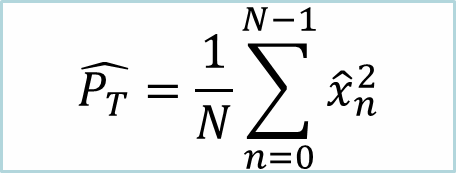 $\widehat{P_T} = \frac{1}{N} \sum_{n=0}^{N-1} \hat{x}_n^2$